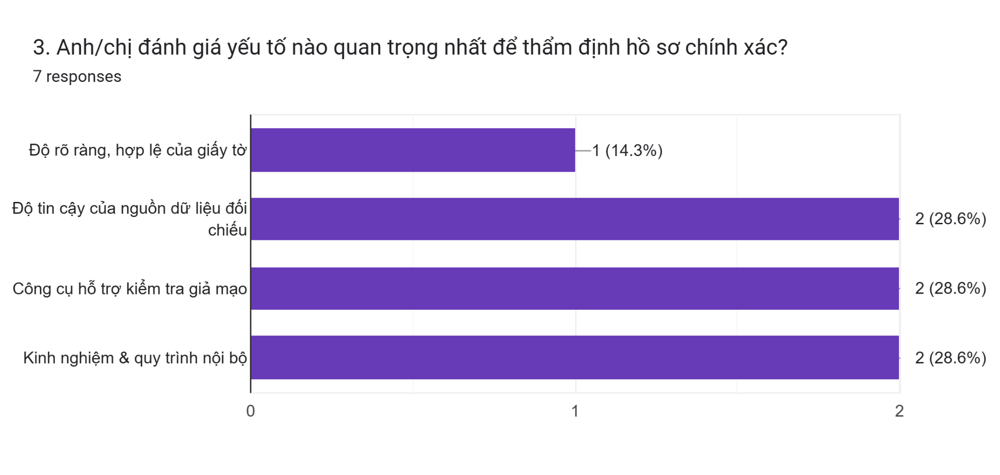 3. Anh/chị đánh giá yếu tố nào quan trọng nhất để thẩm định hồ sơ chính xác?
7 responses
Độ rõ ràng, hợp lệ của giấy tờ
1 (14.3%)
Độ tin cậy của nguồn dữ liệu đối
chiếu
2 (28.6%)
Công cụ hỗ trợ kiểm tra giả mạo
2 (28.6%)
Kinh nghiệm & quy trình nội bộ
2 (28.6%)
0
1
2